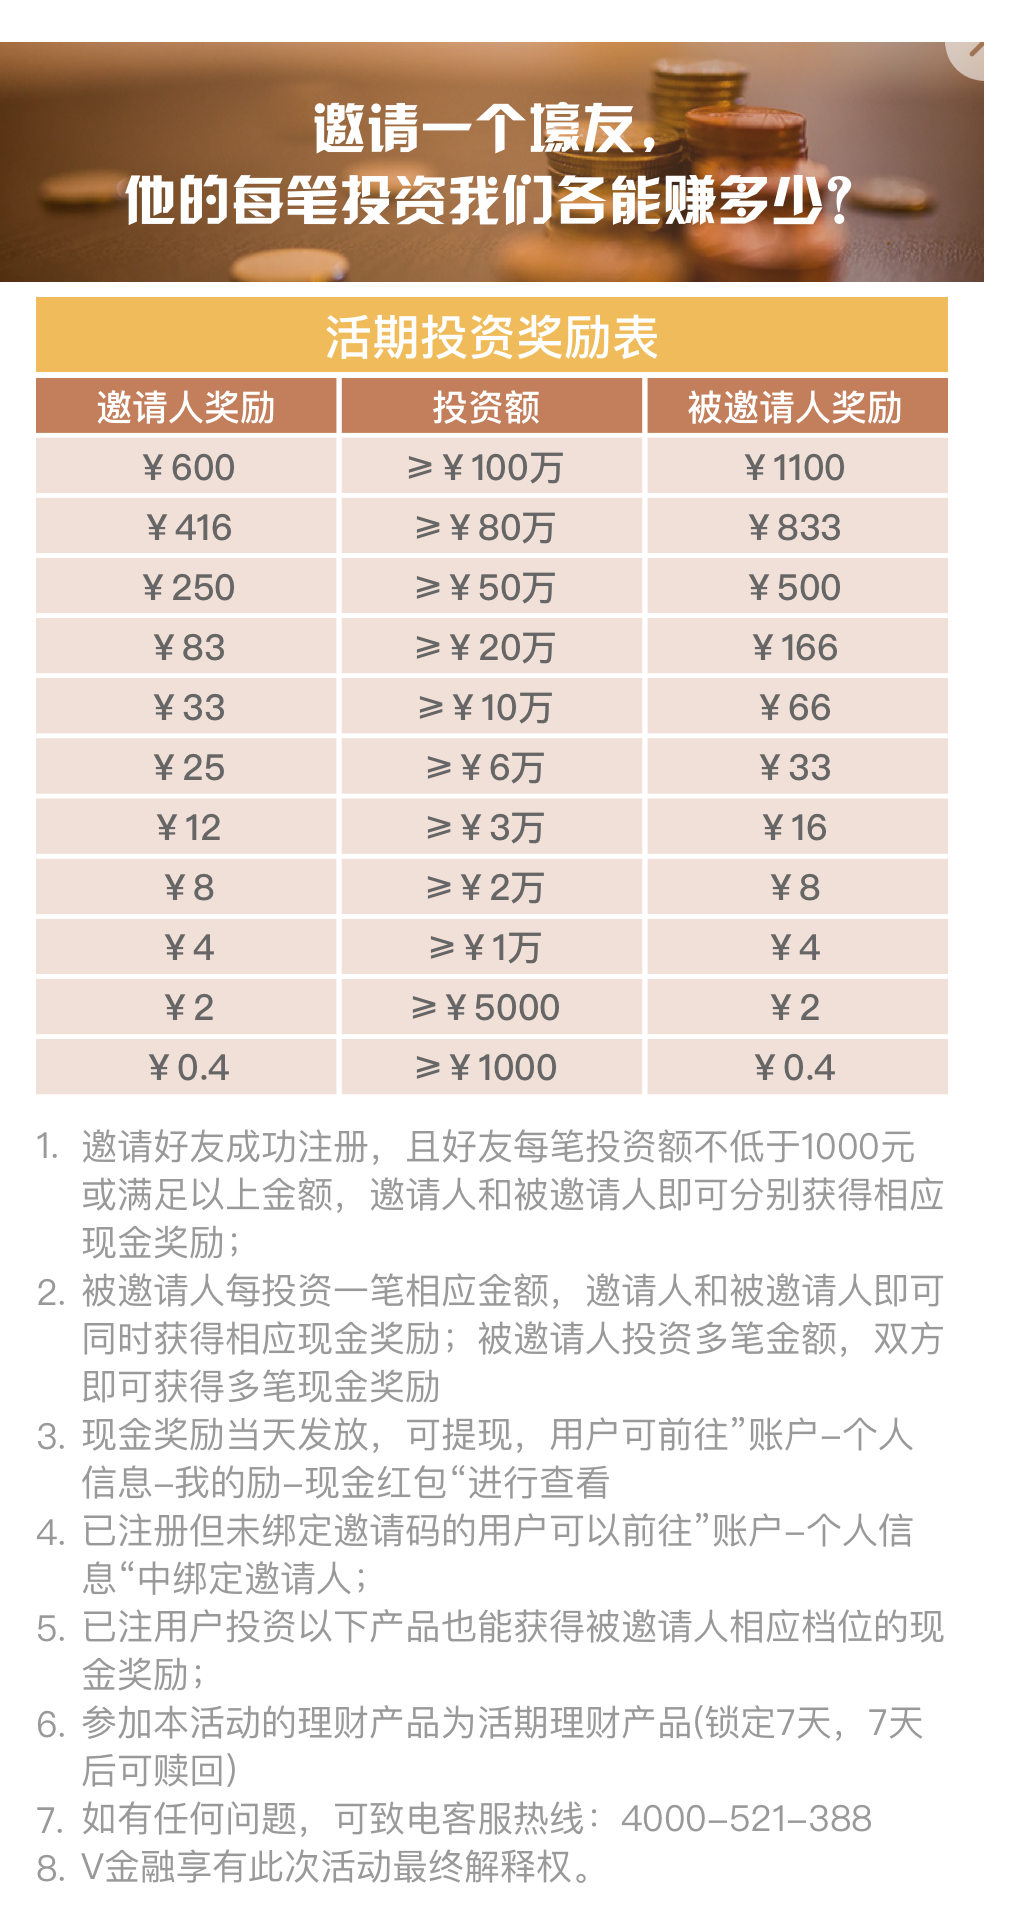 邀请一个壕友，
他的每笔投资我们各能赚多少？
活期投资奖励表
邀请人奖励 投资额 被邀请人奖励
¥600 ≥¥100万 ¥1100
¥416 ≥¥80万 ¥833
¥250 ≥¥50万 ¥500
¥83 ≥¥20万 ¥166
¥33 ≥¥10万 ¥66
¥25 ≥¥6万 ¥33
¥12 ≥¥3万 ¥16
¥8 ≥¥2万 ¥8
¥4 ≥¥1万 ¥4
¥2 ≥¥5000 ¥2
¥0.4 ≥¥1000 ¥0.4
1. 邀请好友成功注册，且好友每笔投资额不低于1000元
或满足以上金额，邀请人和被邀请人即可分别获得相应
现金奖励；
2. 被邀请人每投资一笔相应金额，邀请人和被邀请人即可
同时获得相应现金奖励；被邀请人投资多笔金额，双方
即可获得多笔现金奖励
3. 现金奖励当天发放，可提现，用户可前往”账户–个人
信息–我的励–现金红包“进行查看
4. 已注册但未绑定邀请码的用户可以前往”账户–个人信
息“中绑定邀请人；
5. 已注用户投资以下产品也能获得被邀请人相应档位的现
金奖励；
6. 参加本活动的理财产品为活期理财产品(锁定7天，7天
后可赎回)
7. 如有任何问题，可致电客服热线：4000–521–388
8. V金融享有此次活动最终解释权。